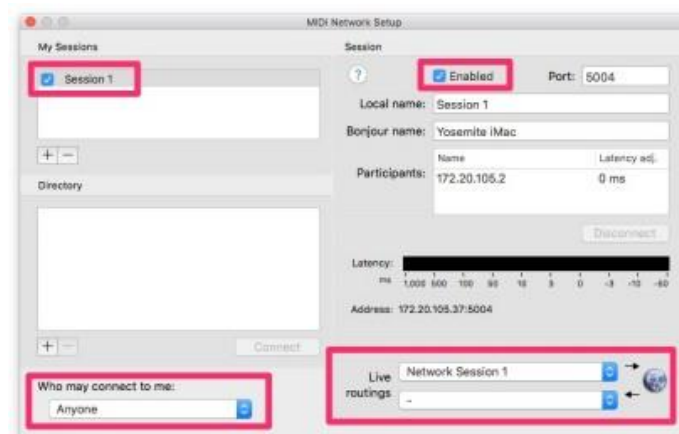 MIDI Network Setup
My Sessions
Session 1
+ -
Directory
+ -
Connect
Who may connect to me:
Anyone
Session
?
Enabled
Port: 5004
Local name: Session 1
Bonjour name: Yosemite iMac
Participants:
Name Latency adj.
172.20.105.2 0 ms
Disconnect
Latency:
ms 1,000 500 100 50 10 3 0 -3 -10 -50
Address: 172.20.105.37:5004
Live routings
Network Session 1
-